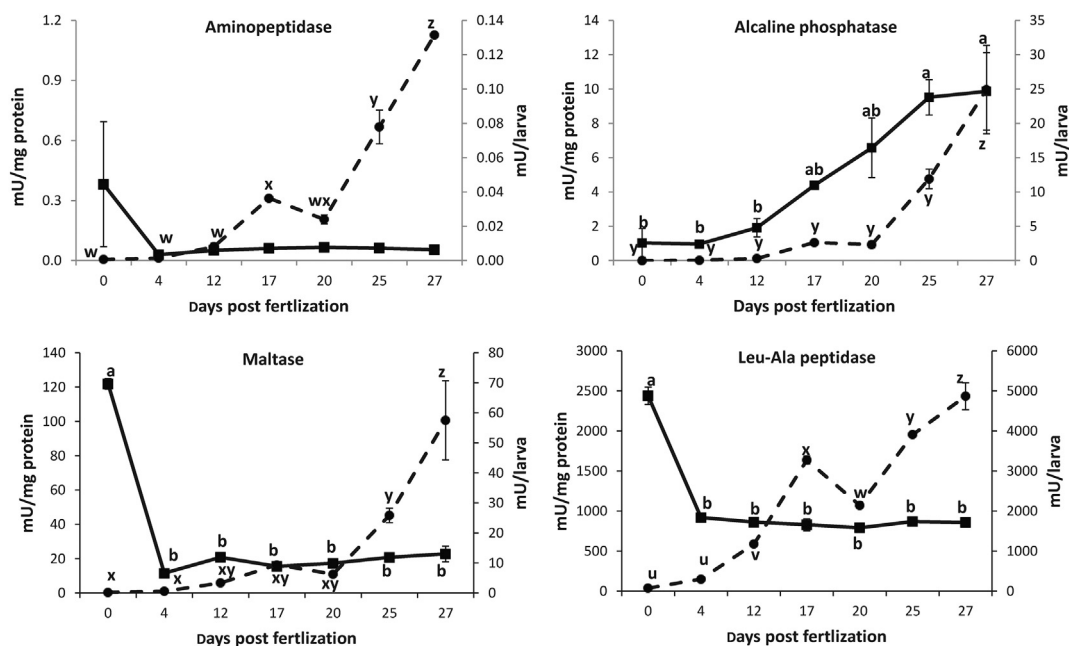 Aminopeptidase
1.2
0.9
0.6
0.3
0.0
mU/mg protein
0.14
0.12
0.10
0.08
0.06
0.04
0.02
0.00
mU/larva
w w w x wx y z
0 4 12 17 20 25 27
Days post fertlization
Alcaline phosphatase
14
12
10
8
6
4
2
0
mU/mg protein
35
30
25
20
15
10
5
0
mU/larva
b b b ab ab a a
y y y y y y z
0 4 12 17 20 25 27
Days post fertlization
Maltase
140
120
100
80
60
40
20
0
mU/mg protein
80
70
60
50
40
30
20
10
0
mU/larva
a b b b b b b
x x xy xy xy y z
0 4 12 17 20 25 27
Days post fertlization
Leu-Ala peptidase
3000
2500
2000
1500
1000
500
0
mU/mg protein
6000
5000
4000
3000
2000
1000
0
mU/larva
a b b b b b b
u u v x w y z
0 4 12 17 20 25 27
Days post fertlization